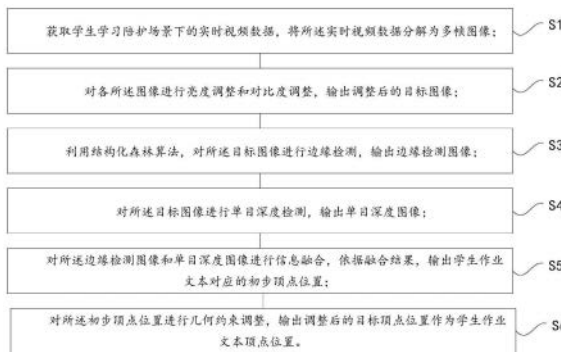 获取学生学习陪护场景下的实时视频数据，将所述实时视频数据分解为多帧图像； S1
对各所述图像进行亮度调整和对比度调整，输出调整后的目标图像； S2
利用结构化森林算法，对所述目标图像进行边缘检测，输出边缘检测图像； S3
对所述目标图像进行单目深度检测，输出单目深度图像； S4
对所述边缘检测图像和单目深度图像进行信息融合，依据融合结果，输出学生作业 S5
文本对应的初步顶点位置；
对所述初步顶点位置进行几何约束调整，输出调整后的目标顶点位置作为学生作业
文本顶点位置。